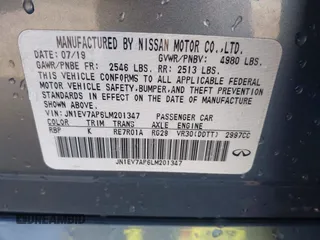 MANUFACTURED BY NISSAN MOTOR CO.,LTD.
DATE: 07/19 GVWR/PNBV: 4980 LBS.
GAWR/PNBE FR: 2546 LBS. RR: 2513 LBS.
THIS VEHICLE CONFORMS TO ALL APPLICABLE FEDERAL MOTOR
VEHICLE SAFETY, BUMPER, AND THEFT PREVENTION
STANDARDS IN EFFECT ON THE DATE OF MANUFACTURE
SHOWN ABOVE.
VIN: JN1EV7AP6LM201347 PASSENGER CAR
COLOR TRIM TRANS AXLE ENGINE
RBP K RE7R01A RG29 VR30(DDTT) 2997CC
JN1EV7AP6LM201347
INFINITI